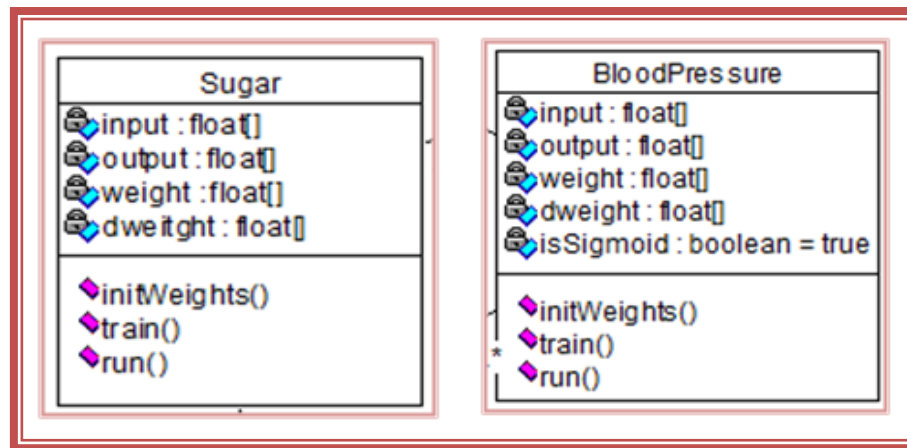 Sugar
input : float[]
output : float[]
weight :float[]
dweitght : float[]
initWeights()
train()
run()
BloodPressure
input : float[]
output : float[]
weight : float[]
dweight : float[]
isSigmoid : boolean = true
initWeights()
train()
*
run()